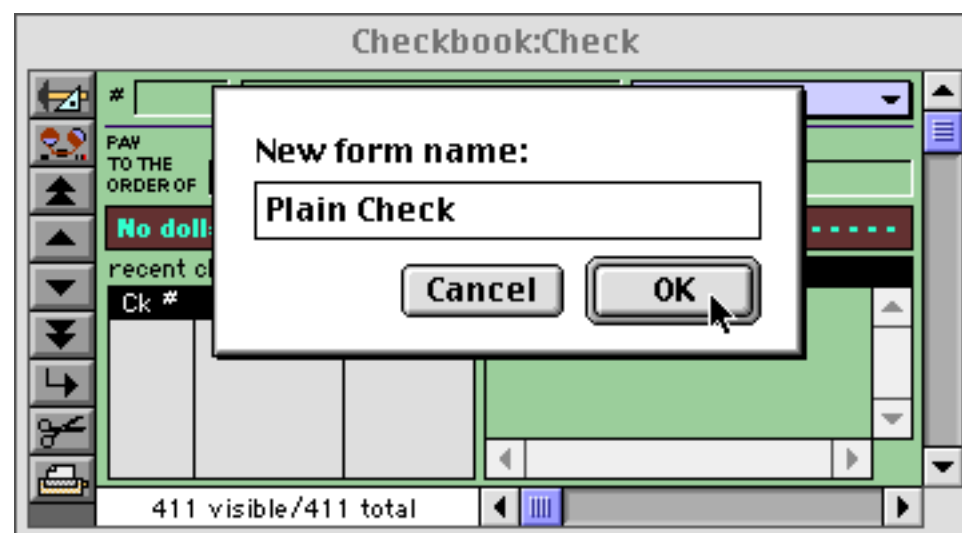 Checkbook:Check
#
PAY
TO THE
ORDER OF
New form name:
Plain Check
No doll
Cancel OK
recent c
Ck #
411 visible/411 total